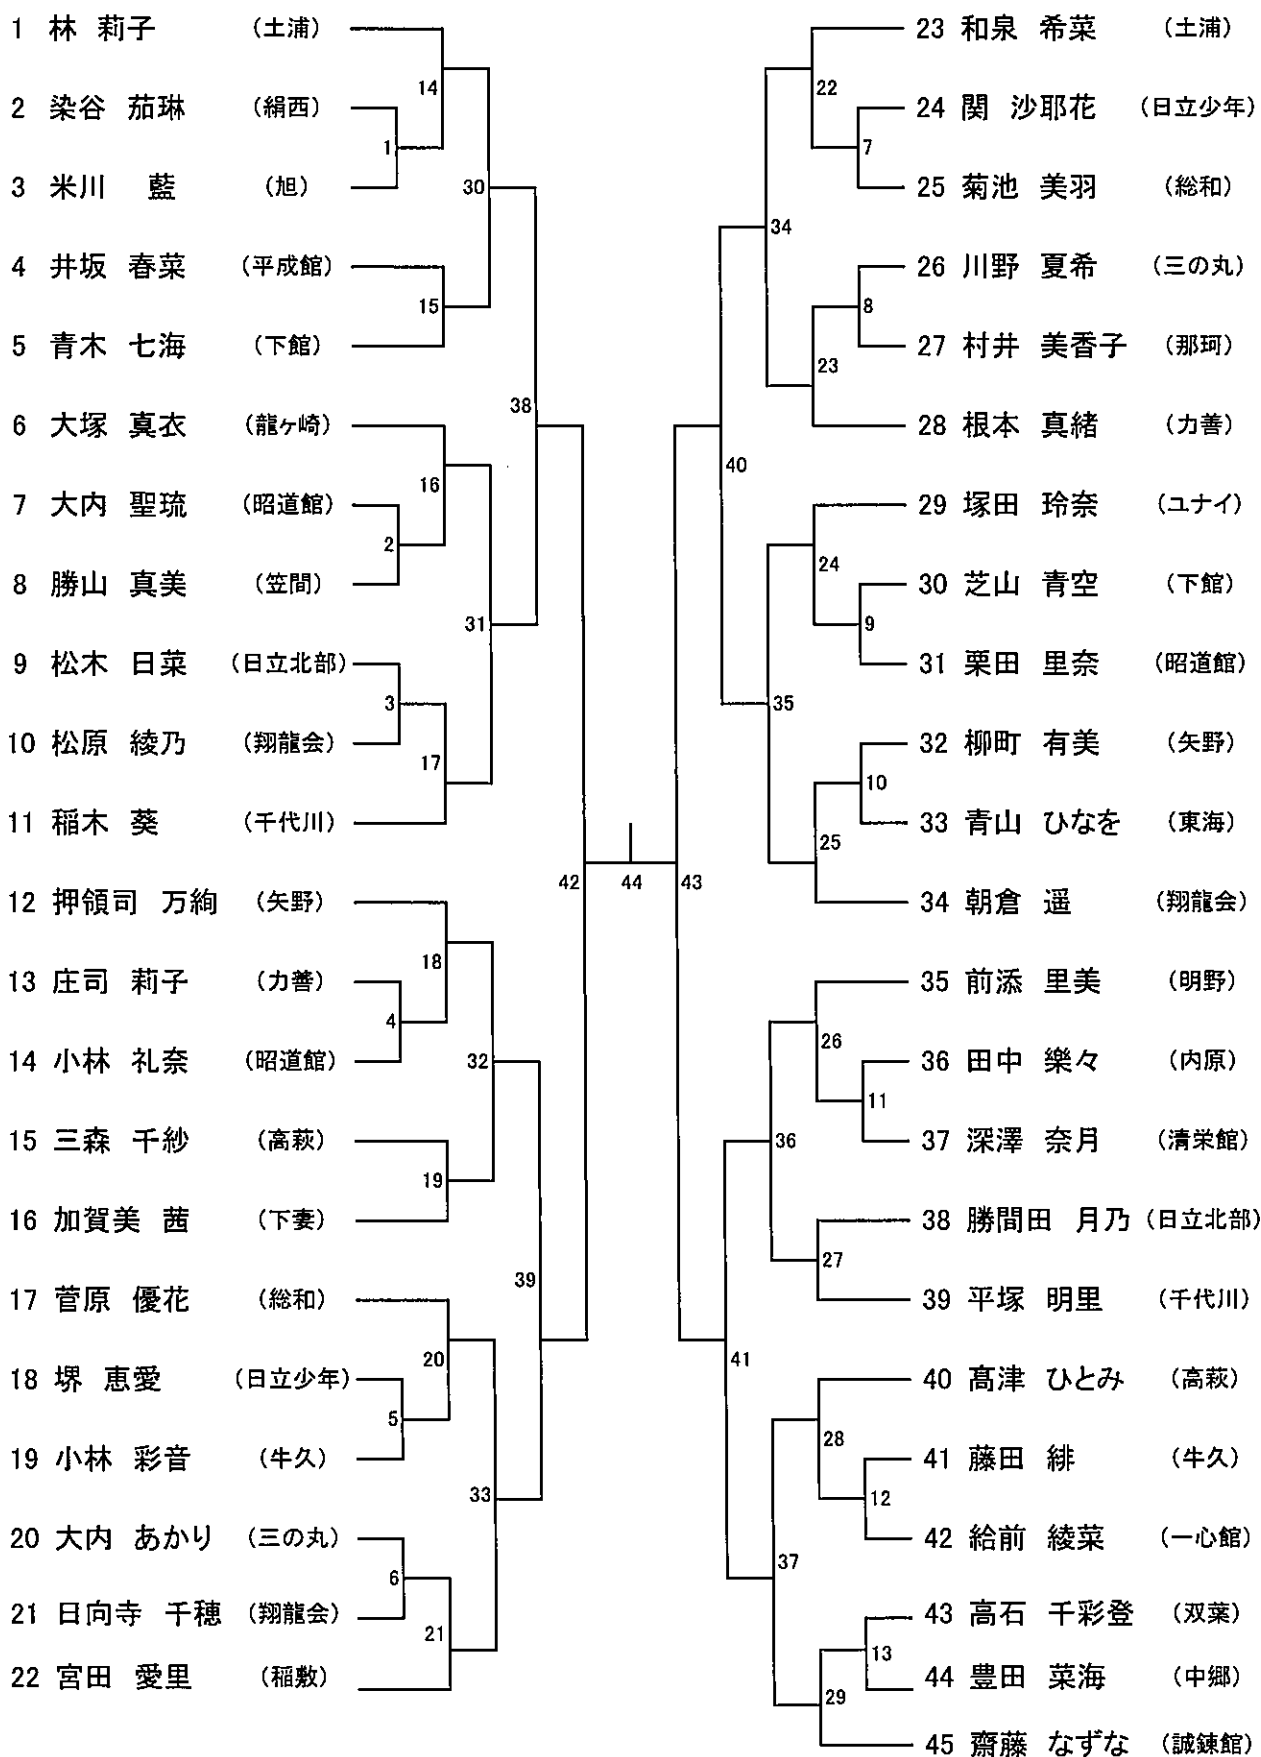 1 林 莉子 （土浦）
2 染谷 茄琳 （絹西）
3 米川 藍 （旭）
4 井坂 春菜 （平成館）
5 青木 七海 （下館）
6 大塚 真衣 （龍ヶ崎）
7 大内 聖琉 （昭道館）
8 勝山 真美 （笠間）
9 松木 日菜 （日立北部）
10 松原 綾乃 （翔龍会）
11 稲木 葵 （千代川）
12 押領司 万絢 （矢野）
13 庄司 莉子 （力善）
14 小林 礼奈 （昭道館）
15 三森 千紗 （高萩）
16 加賀美 茜 （下妻）
17 菅原 優花 （総和）
18 堺 恵愛 （日立少年）
19 小林 彩音 （牛久）
20 大内 あかり （三の丸）
21 日向寺 千穂 （翔龍会）
22 宮田 愛里 （稲敷）
1
2
3
4
5
6
14
15
16
17
18
19
20
21
30
31
32
33
38
39
42
44
43
40
41
34
35
36
37
22
23
24
25
26
27
28
29
7
8
9
10
11
12
13
23 和泉 希菜 （土浦）
24 関 沙耶花 （日立少年）
25 菊池 美羽 （総和）
26 川野 夏希 （三の丸）
27 村井 美香子 （那珂）
28 根本 真緒 （力善）
29 塚田 玲奈 （ユナイ）
30 芝山 青空 （下館）
31 栗田 里奈 （昭道館）
32 柳町 有美 （矢野）
33 青山 ひなを （東海）
34 朝倉 遥 （翔龍会）
35 前添 里美 （明野）
36 田中 樂々 （内原）
37 深澤 奈月 （清栄館）
38 勝間田 月乃 （日立北部）
39 平塚 明里 （千代川）
40 髙津 ひとみ （高萩）
41 藤田 緋 （牛久）
42 給前 綾菜 （一心館）
43 高石 千彩登 （双葉）
44 豊田 菜海 （中郷）
45 齋藤 なずな （誠錬館）